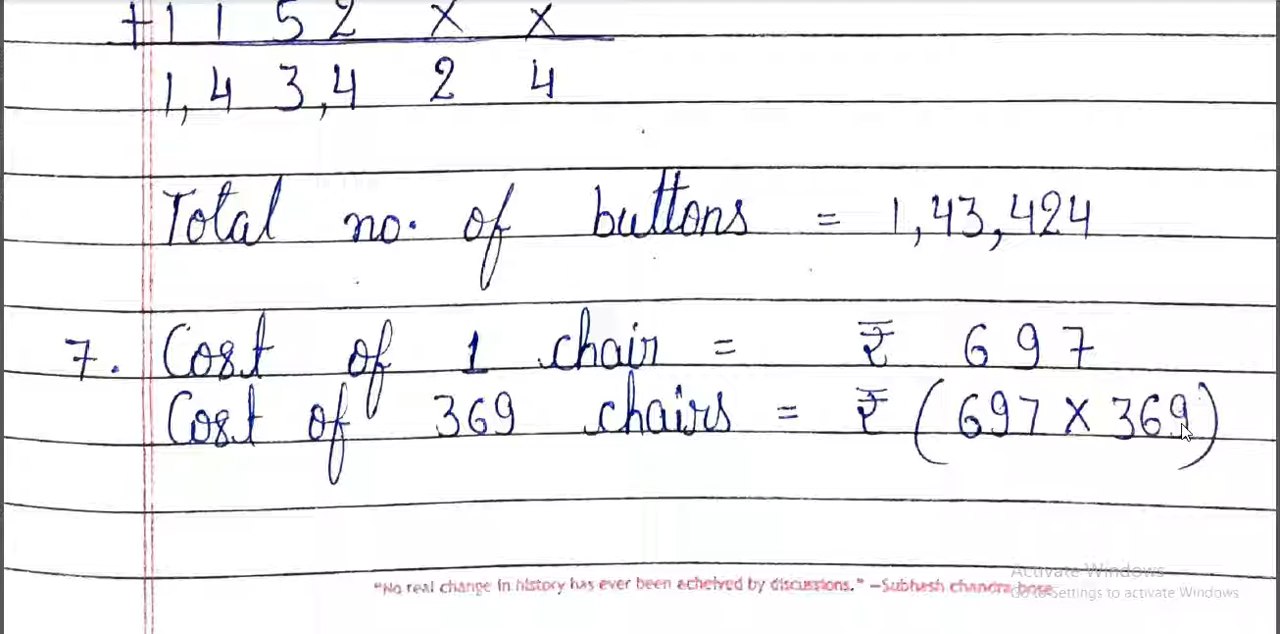 +1 1 5 2 × ×
1,4 3,4 2 4
Total no. of buttons = 1,43,424
7. Cost of 1 chair = ₹ 697
Cost of 369 chairs = ₹ (697 × 369)
"No real change in history has ever been acheived by discussions." –Subhash chandra bose
Activate Windows
Go to Settings to activate Windows